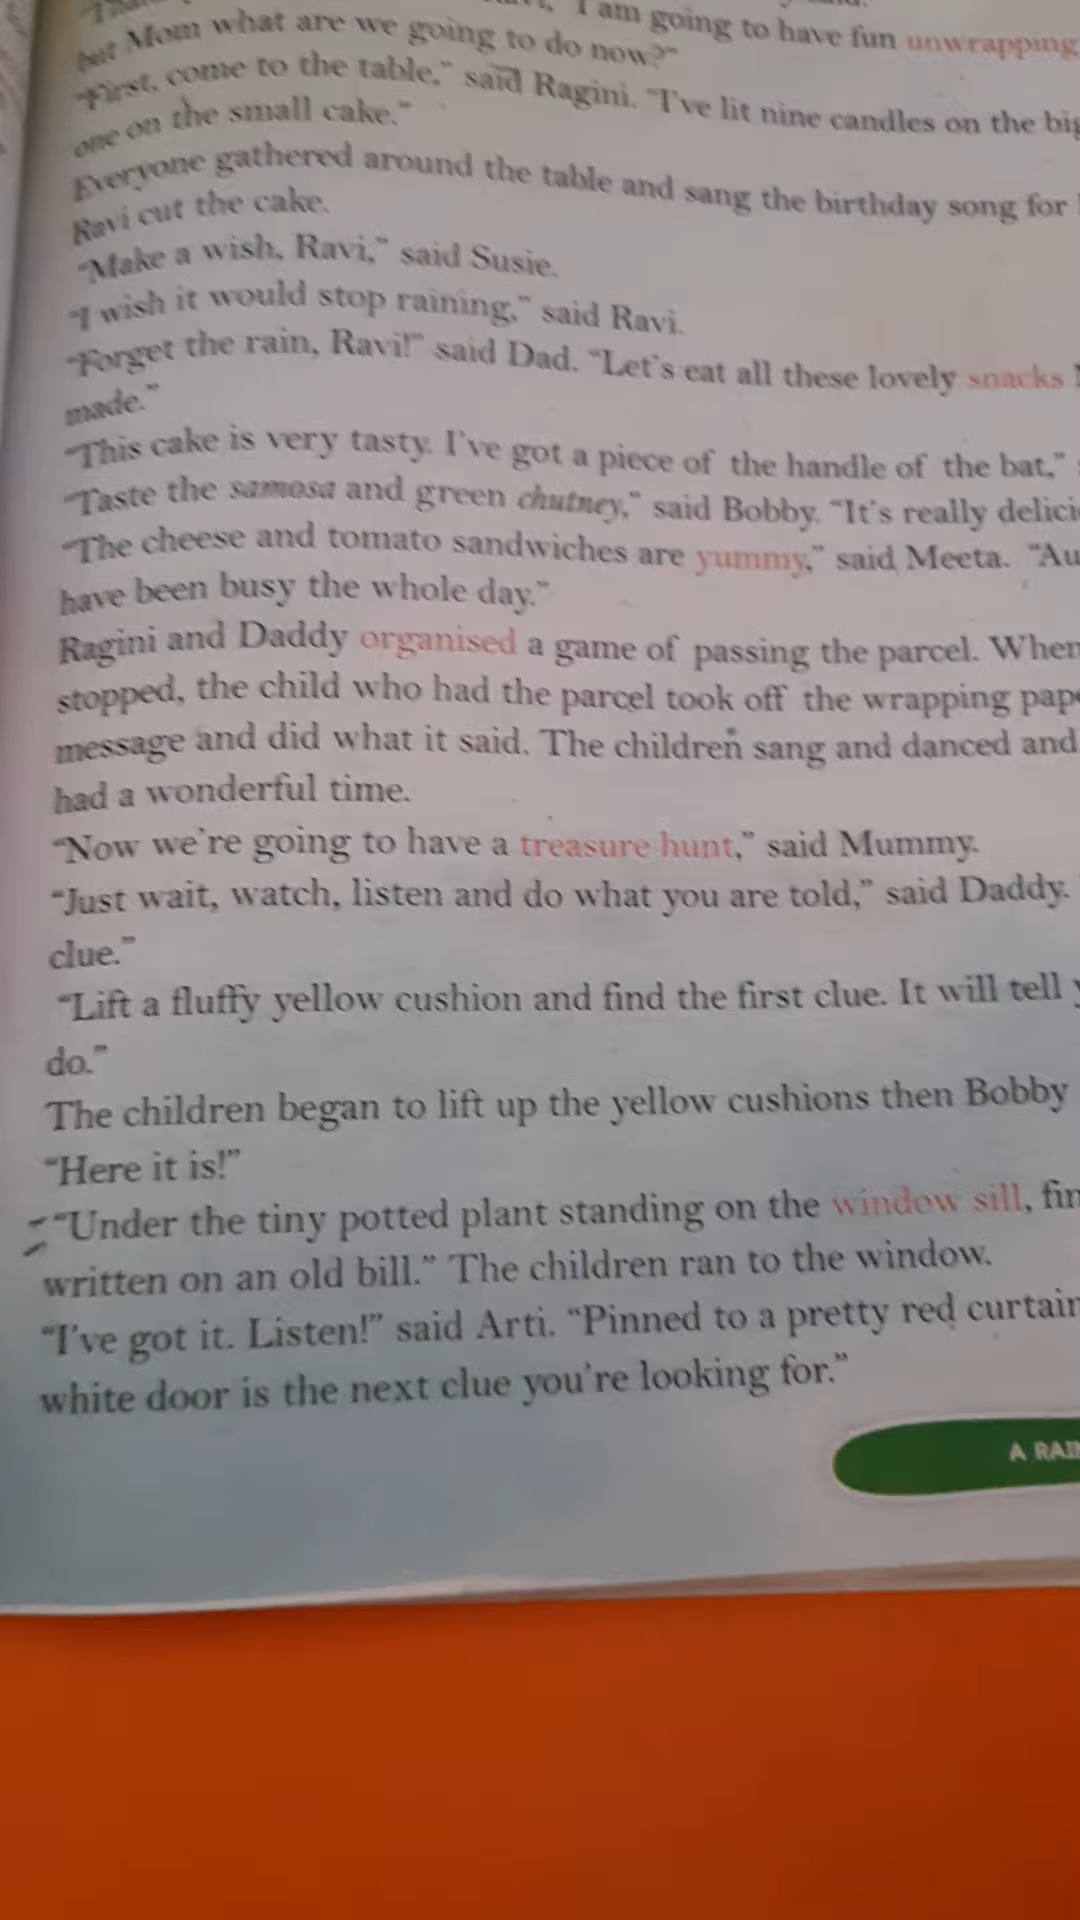 I am going to have fun unwrapping
but Mom what are we going to do now?"
"First, come to the table," said Ragini. "I've lit nine candles on the big
one on the small cake."
Everyone gathered around the table and sang the birthday song for
Ravi cut the cake.
"Make a wish, Ravi," said Susie.
"I wish it would stop raining," said Ravi.
"Forget the rain, Ravi!" said Dad. "Let's eat all these lovely snacks
made."
"This cake is very tasty. I've got a piece of the handle of the bat,"
"Taste the samosa and green chutney," said Bobby. "It's really delici
"The cheese and tomato sandwiches are yummy," said Meeta. "Au
have been busy the whole day."
Ragini and Daddy organised a game of passing the parcel. When
stopped, the child who had the parcel took off the wrapping pap
message and did what it said. The children sang and danced and
had a wonderful time.
"Now we're going to have a treasure hunt," said Mummy.
"Just wait, watch, listen and do what you are told," said Daddy.
clue."
"Lift a fluffy yellow cushion and find the first clue. It will tell
do."
The children began to lift up the yellow cushions then Bobby
"Here it is!"
"Under the tiny potted plant standing on the window sill, fin
written on an old bill." The children ran to the window.
"I've got it. Listen!" said Arti. "Pinned to a pretty red curtain
white door is the next clue you're looking for."
A RAI